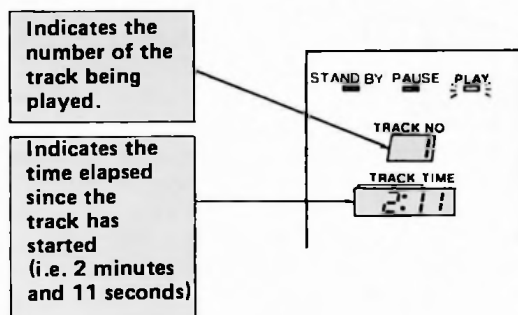 Indicates the
number of the
track being
played.
STAND BY PAUSE PLAY
TRACK NO
1
Indicates the
time elapsed
since the
track has
started
(i.e. 2 minutes
and 11 seconds)
TRACK TIME
2:11